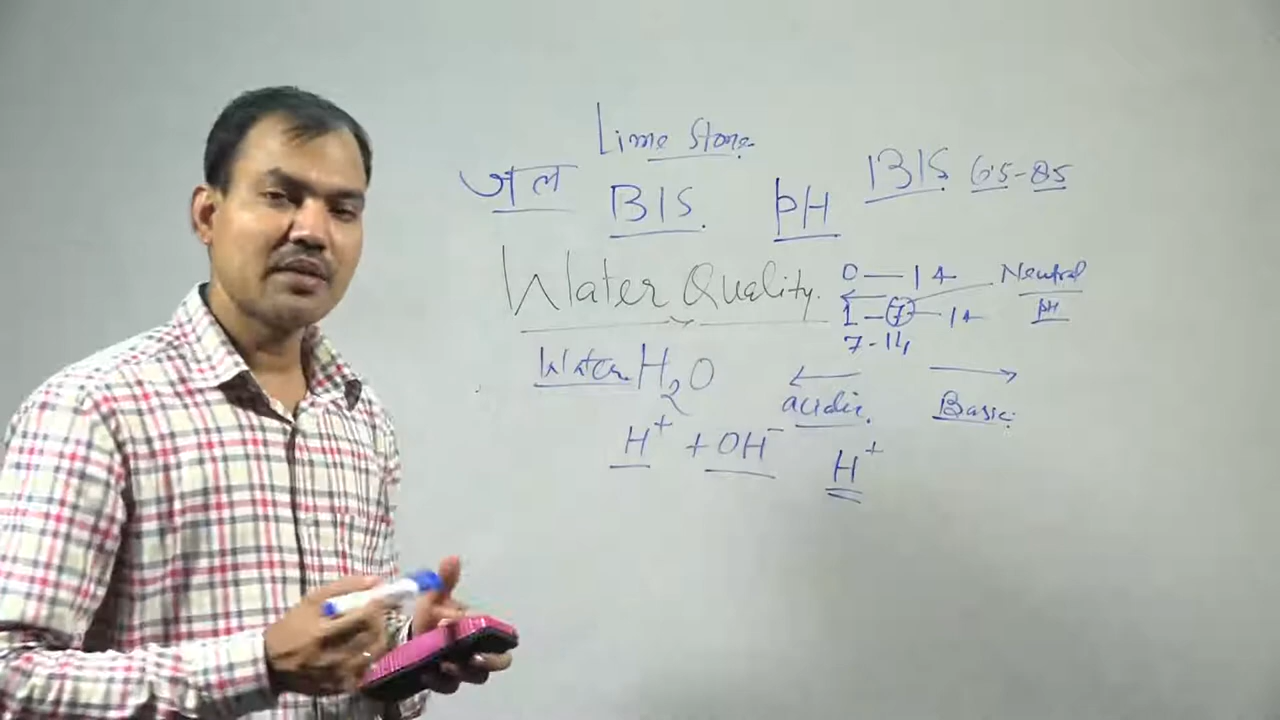 Lime Stone
जल BIS. pH BIS 6.5-8.5
Water Quality.
0 — 14 Neutral
1 — 7 — 14 pH
7-14
Water H₂O
acidic. Basic.
H⁺ + OH⁻ H⁺